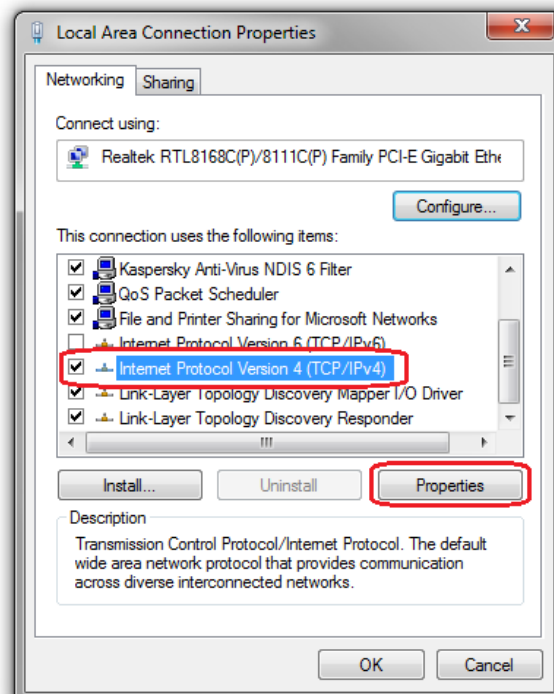 Local Area Connection Properties
Networking
Sharing
Connect using:
Realtek RTL8168C(P)/8111C(P) Family PCI-E Gigabit Ethe
Configure...
This connection uses the following items:
Kaspersky Anti-Virus NDIS 6 Filter
QoS Packet Scheduler
File and Printer Sharing for Microsoft Networks
Internet Protocol Version 6 (TCP/IPv6)
Internet Protocol Version 4 (TCP/IPv4)
Link-Layer Topology Discovery Mapper I/O Driver
Link-Layer Topology Discovery Responder
Install...
Uninstall
Properties
Description
Transmission Control Protocol/Internet Protocol. The default
wide area network protocol that provides communication
across diverse interconnected networks.
OK
Cancel